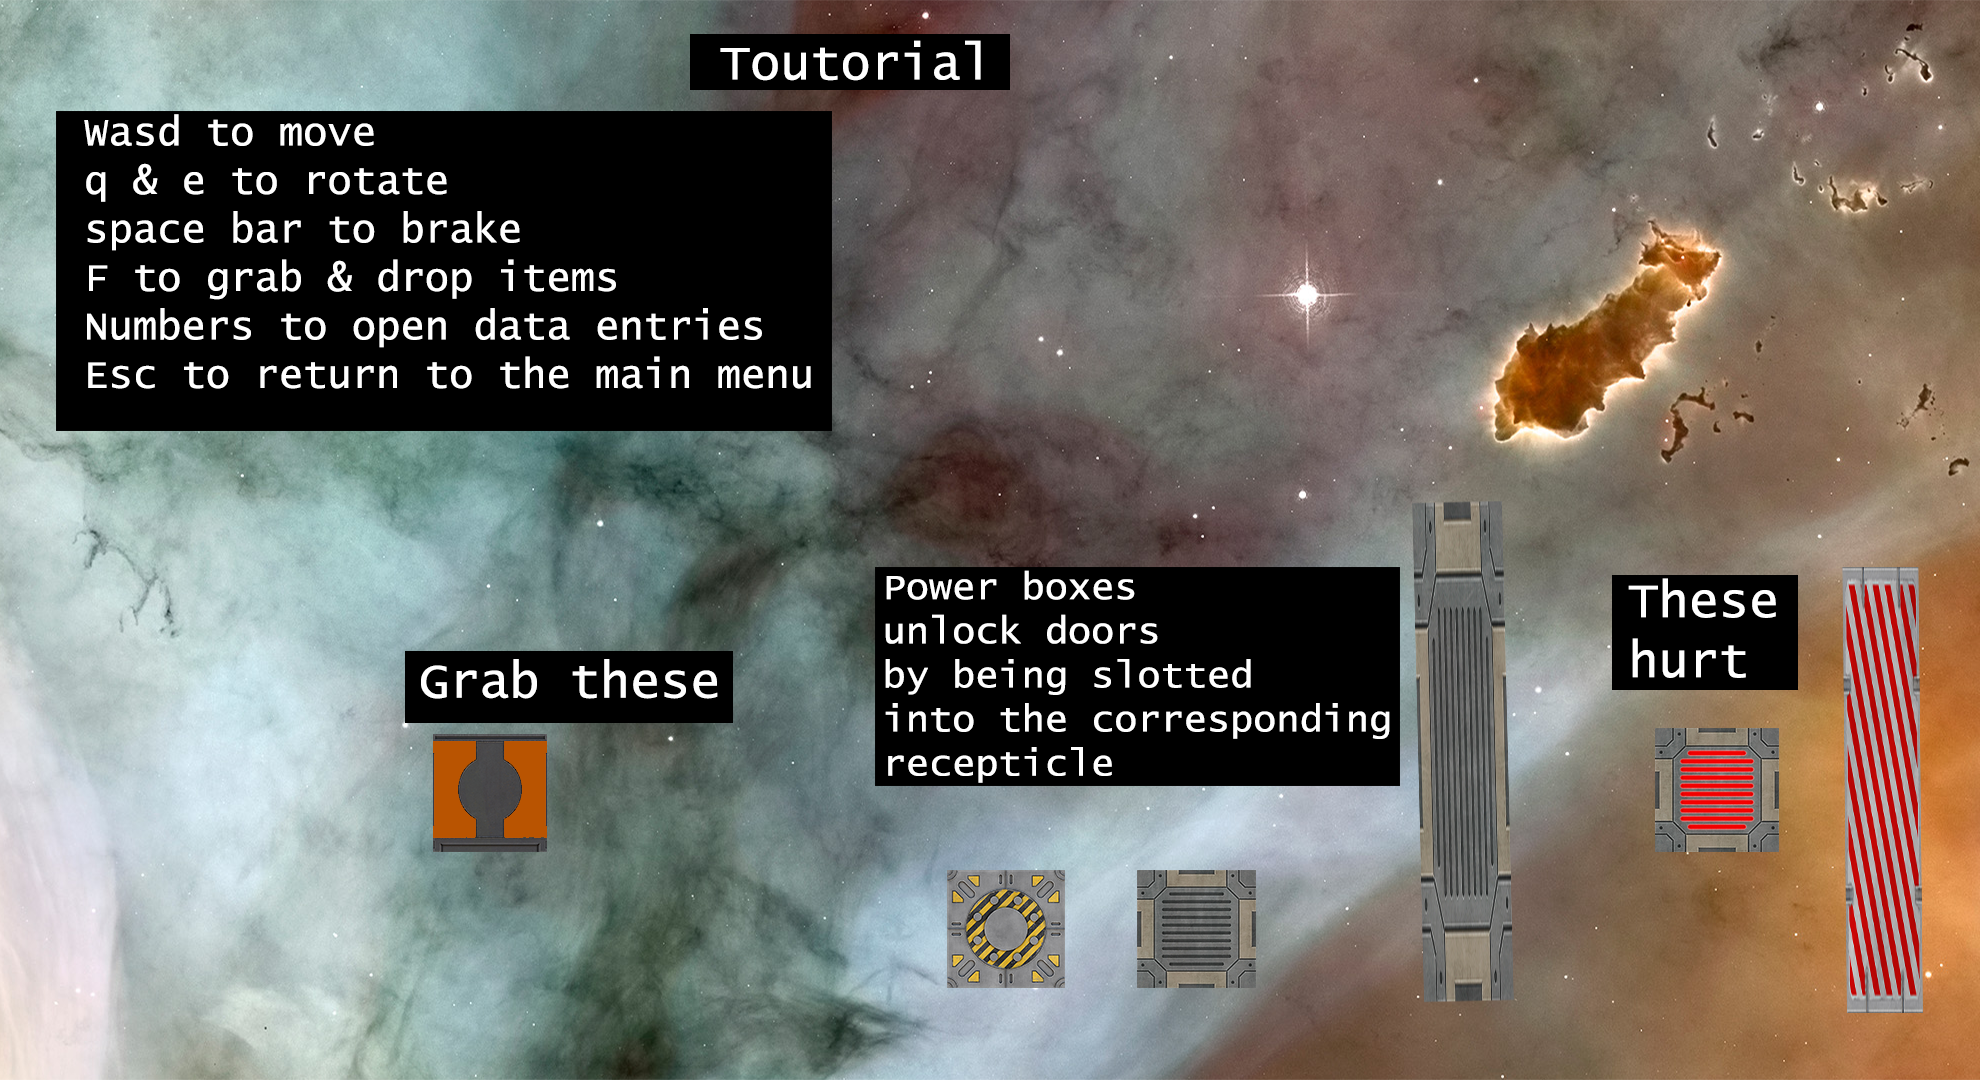 Toutorial
Wasd to move
q & e to rotate
space bar to brake
F to grab & drop items
Numbers to open data entries
Esc to return to the main menu
Grab these
Power boxes
unlock doors
by being slotted
into the corresponding
recepticle
These
hurt